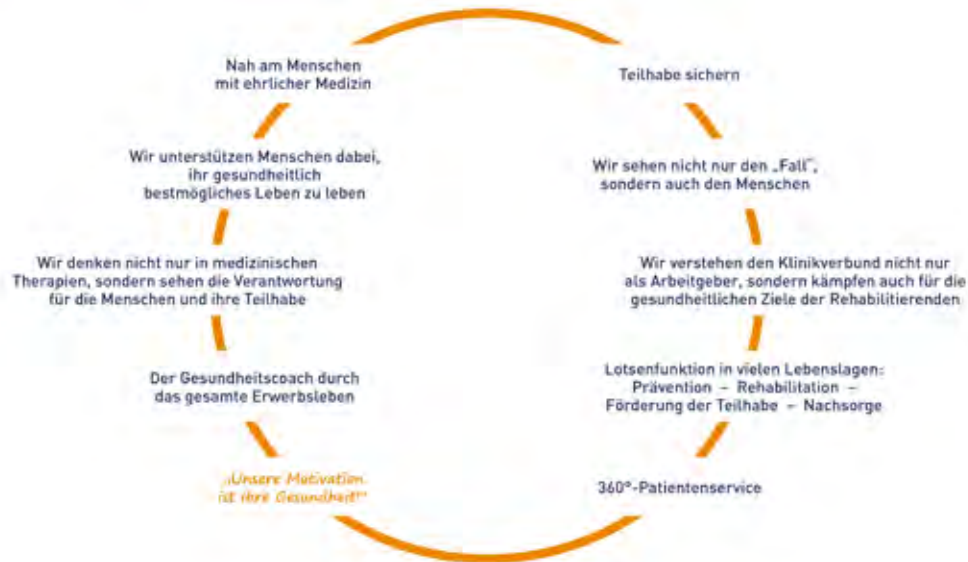 Nah am Menschen
mit ehrlicher Medizin
Wir unterstützen Menschen dabei,
ihr gesundheitlich
bestmögliches Leben zu leben
Wir denken nicht nur in medizinischen
Therapien, sondern sehen die Verantwortung
für die Menschen und ihre Teilhabe
Der Gesundheitscoach durch
das gesamte Erwerbsleben
„Unsere Motivation
ist ihre Gesundheit“
Teilhabe sichern
Wir sehen nicht nur den „Fall“,
sondern auch den Menschen
Wir verstehen den Klinikverbund nicht nur
als Arbeitgeber, sondern kämpfen auch für die
gesundheitlichen Ziele der Rehabilitierenden
Lotsenfunktion in vielen Lebenslagen:
Prävention – Rehabilitation –
Förderung der Teilhabe – Nachsorge
360°-Patientenservice